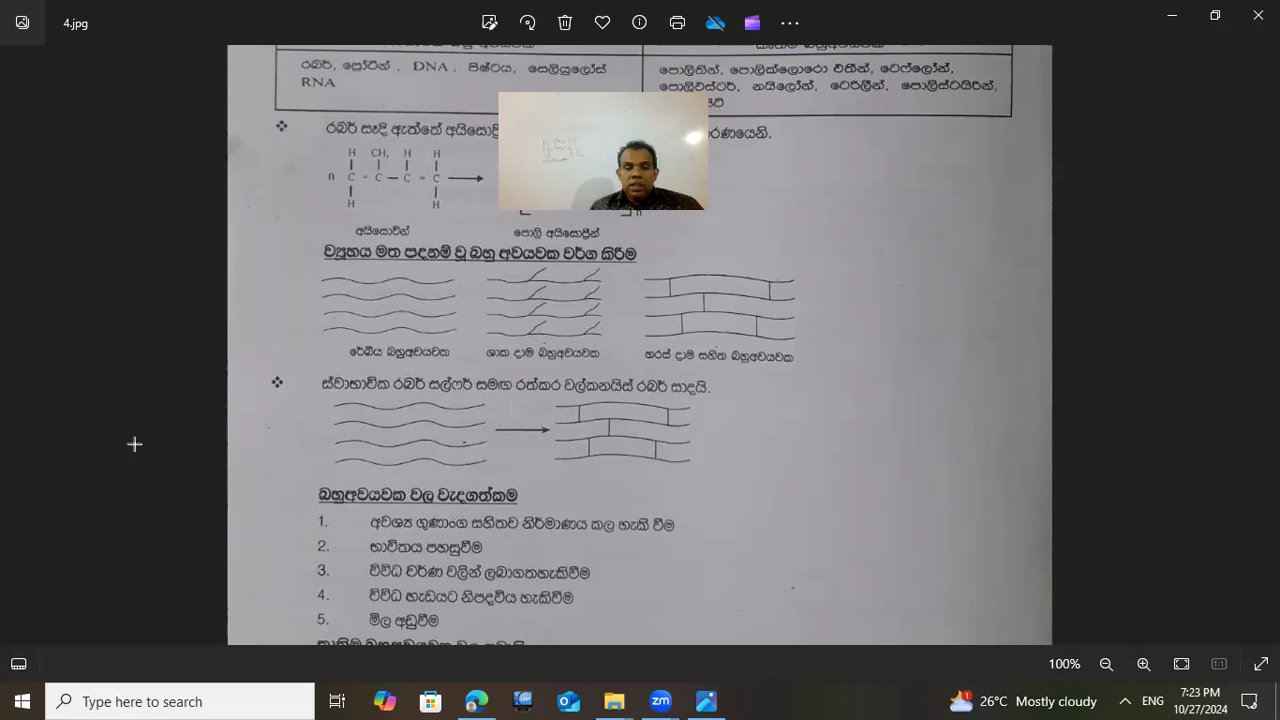 4.jpg
රබර්, ප්‍රෝටීන් , DNA , පිෂ්ටය, සෙලියුලෝස්
RNA
පොලිතින්, පොලික්ලොරො එතීන්, ටෙෆ්ලෝන්,
පොලිඑස්ටර්, නයිලෝන්, ටෙරිලීන්, පොලිස්ටයිරින්,
රබර් සෑදි ඇත්තේ
H CH, H H
n C = C – C = C
H H
n
අයිසොප්‍රින් පොලි අයිසොප්‍රීන්
ව්‍යුහය මත පදනම් වූ බහු අවයවක වර්ග කිරීම
රේඛීය බහුඅවයවක ශාක දාම බහුඅවයවක හරස් දාම සහිත බහුඅවයවක
ස්වාභාවික රබර් සල්ෆර් සමඟ රත්කර වල්කනයිස් රබර් සාදයි.
බහුඅවයවක වල වැදගත්කම
1. අවශ්‍ය ගුණාංග සහිතව නිර්මාණය කල හැකි වීම
2. භාවිතය පහසුවීම
3. විවිධ වර්ණ වලින් ලබාගතහැකිවීම
4. විවිධ හැඩයට නිපදවිය හැකිවීම
5. මිල අඩුවීම
100%
Type here to search
26°C Mostly cloudy
ENG
7:23 PM
10/27/2024